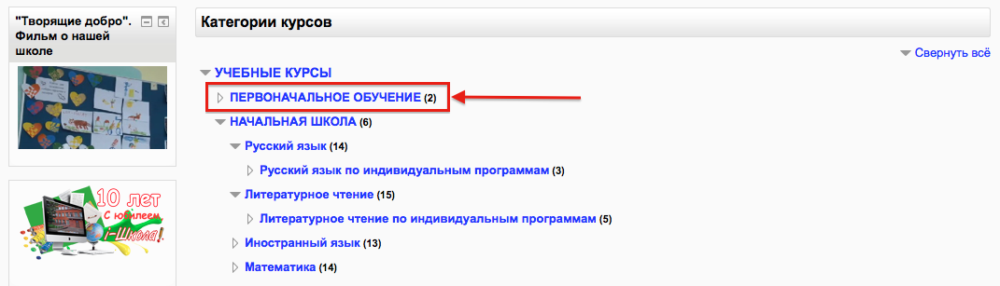 "Творящие добро".
Фильм о нашей
школе
10 лет
С юбилеем
i-Школа!
Категории курсов
Свернуть всё
УЧЕБНЫЕ КУРСЫ
ПЕРВОНАЧАЛЬНОЕ ОБУЧЕНИЕ (2)
НАЧАЛЬНАЯ ШКОЛА (6)
Русский язык (14)
Русский язык по индивидуальным программам (3)
Литературное чтение (15)
Литературное чтение по индивидуальным программам (5)
Иностранный язык (13)
Математика (14)